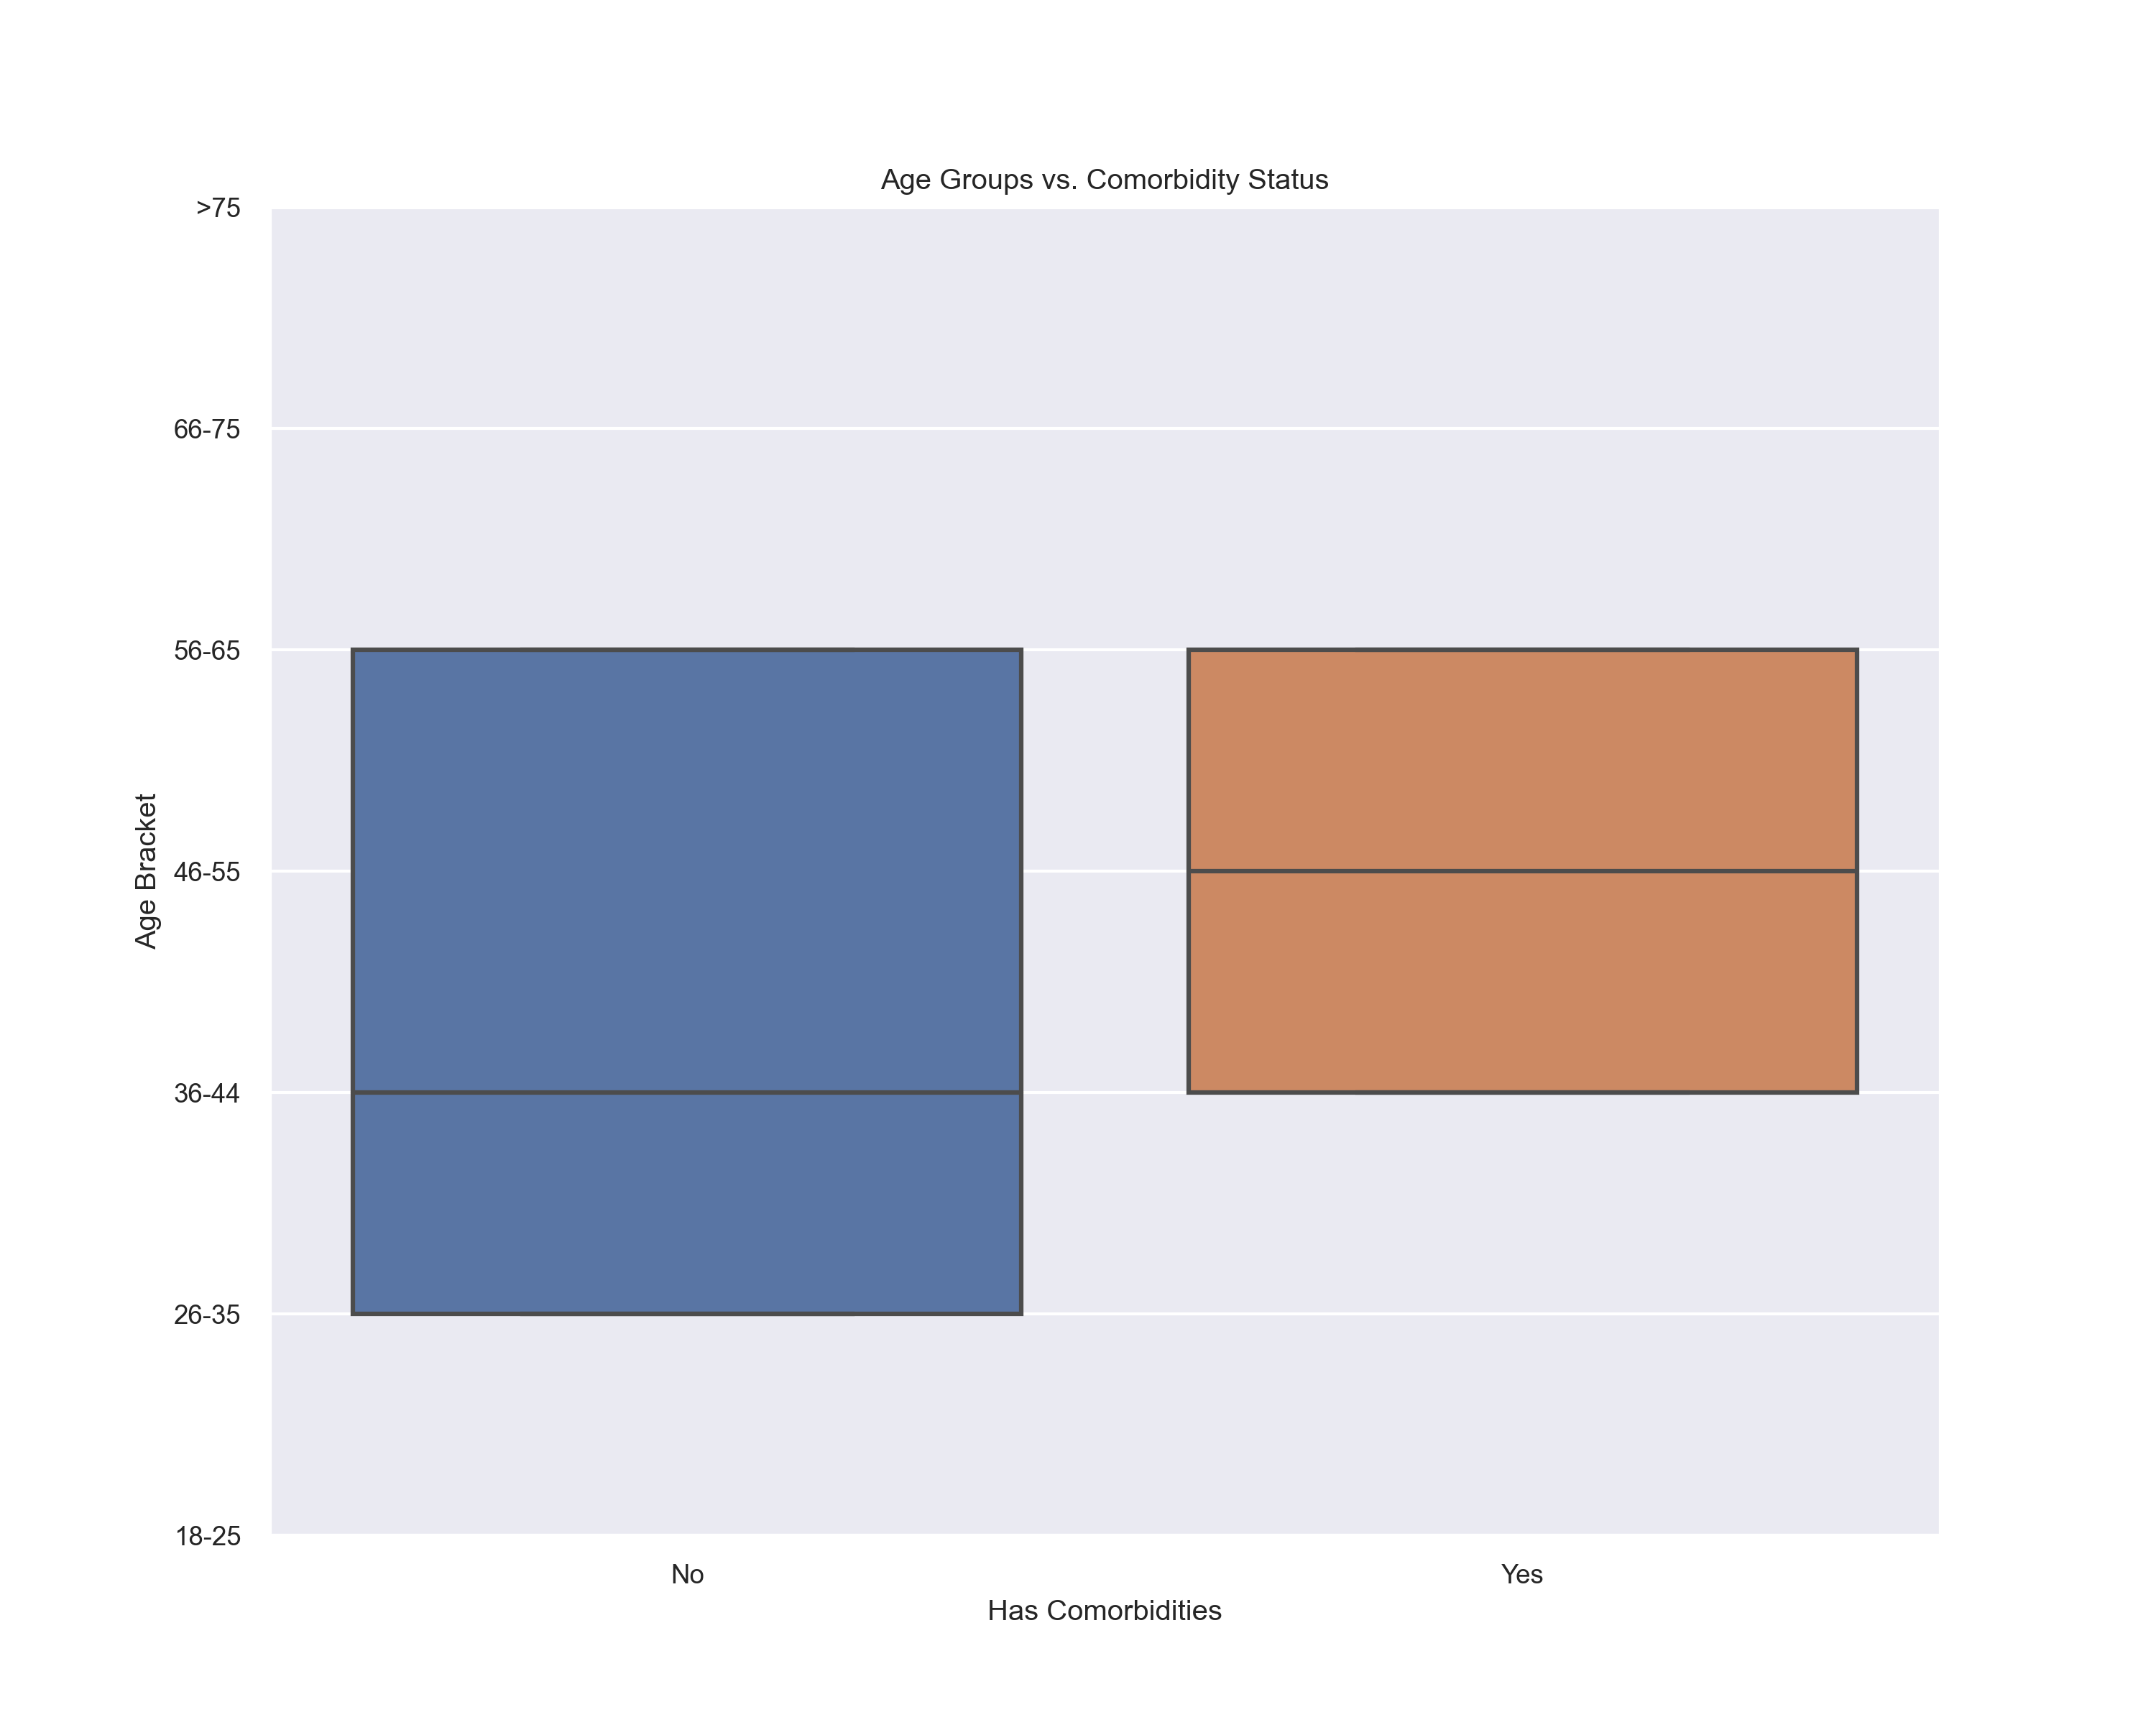 Age Groups vs. Comorbidity Status
>75
66-75
56-65
46-55
36-44
26-35
18-25
Age Bracket
No
Yes
Has Comorbidities